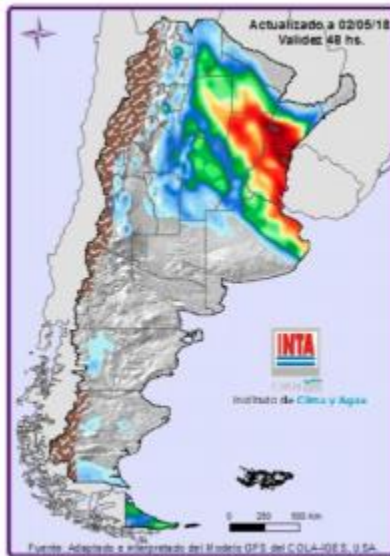 Actualizado a 02/05/18
Validez 48 hs.
INTA
Instituto de Clima y Agua
0 250 500 Km
Fuente: Adaptado e interpretado del Modelo GFS del COLA-IGES, USA